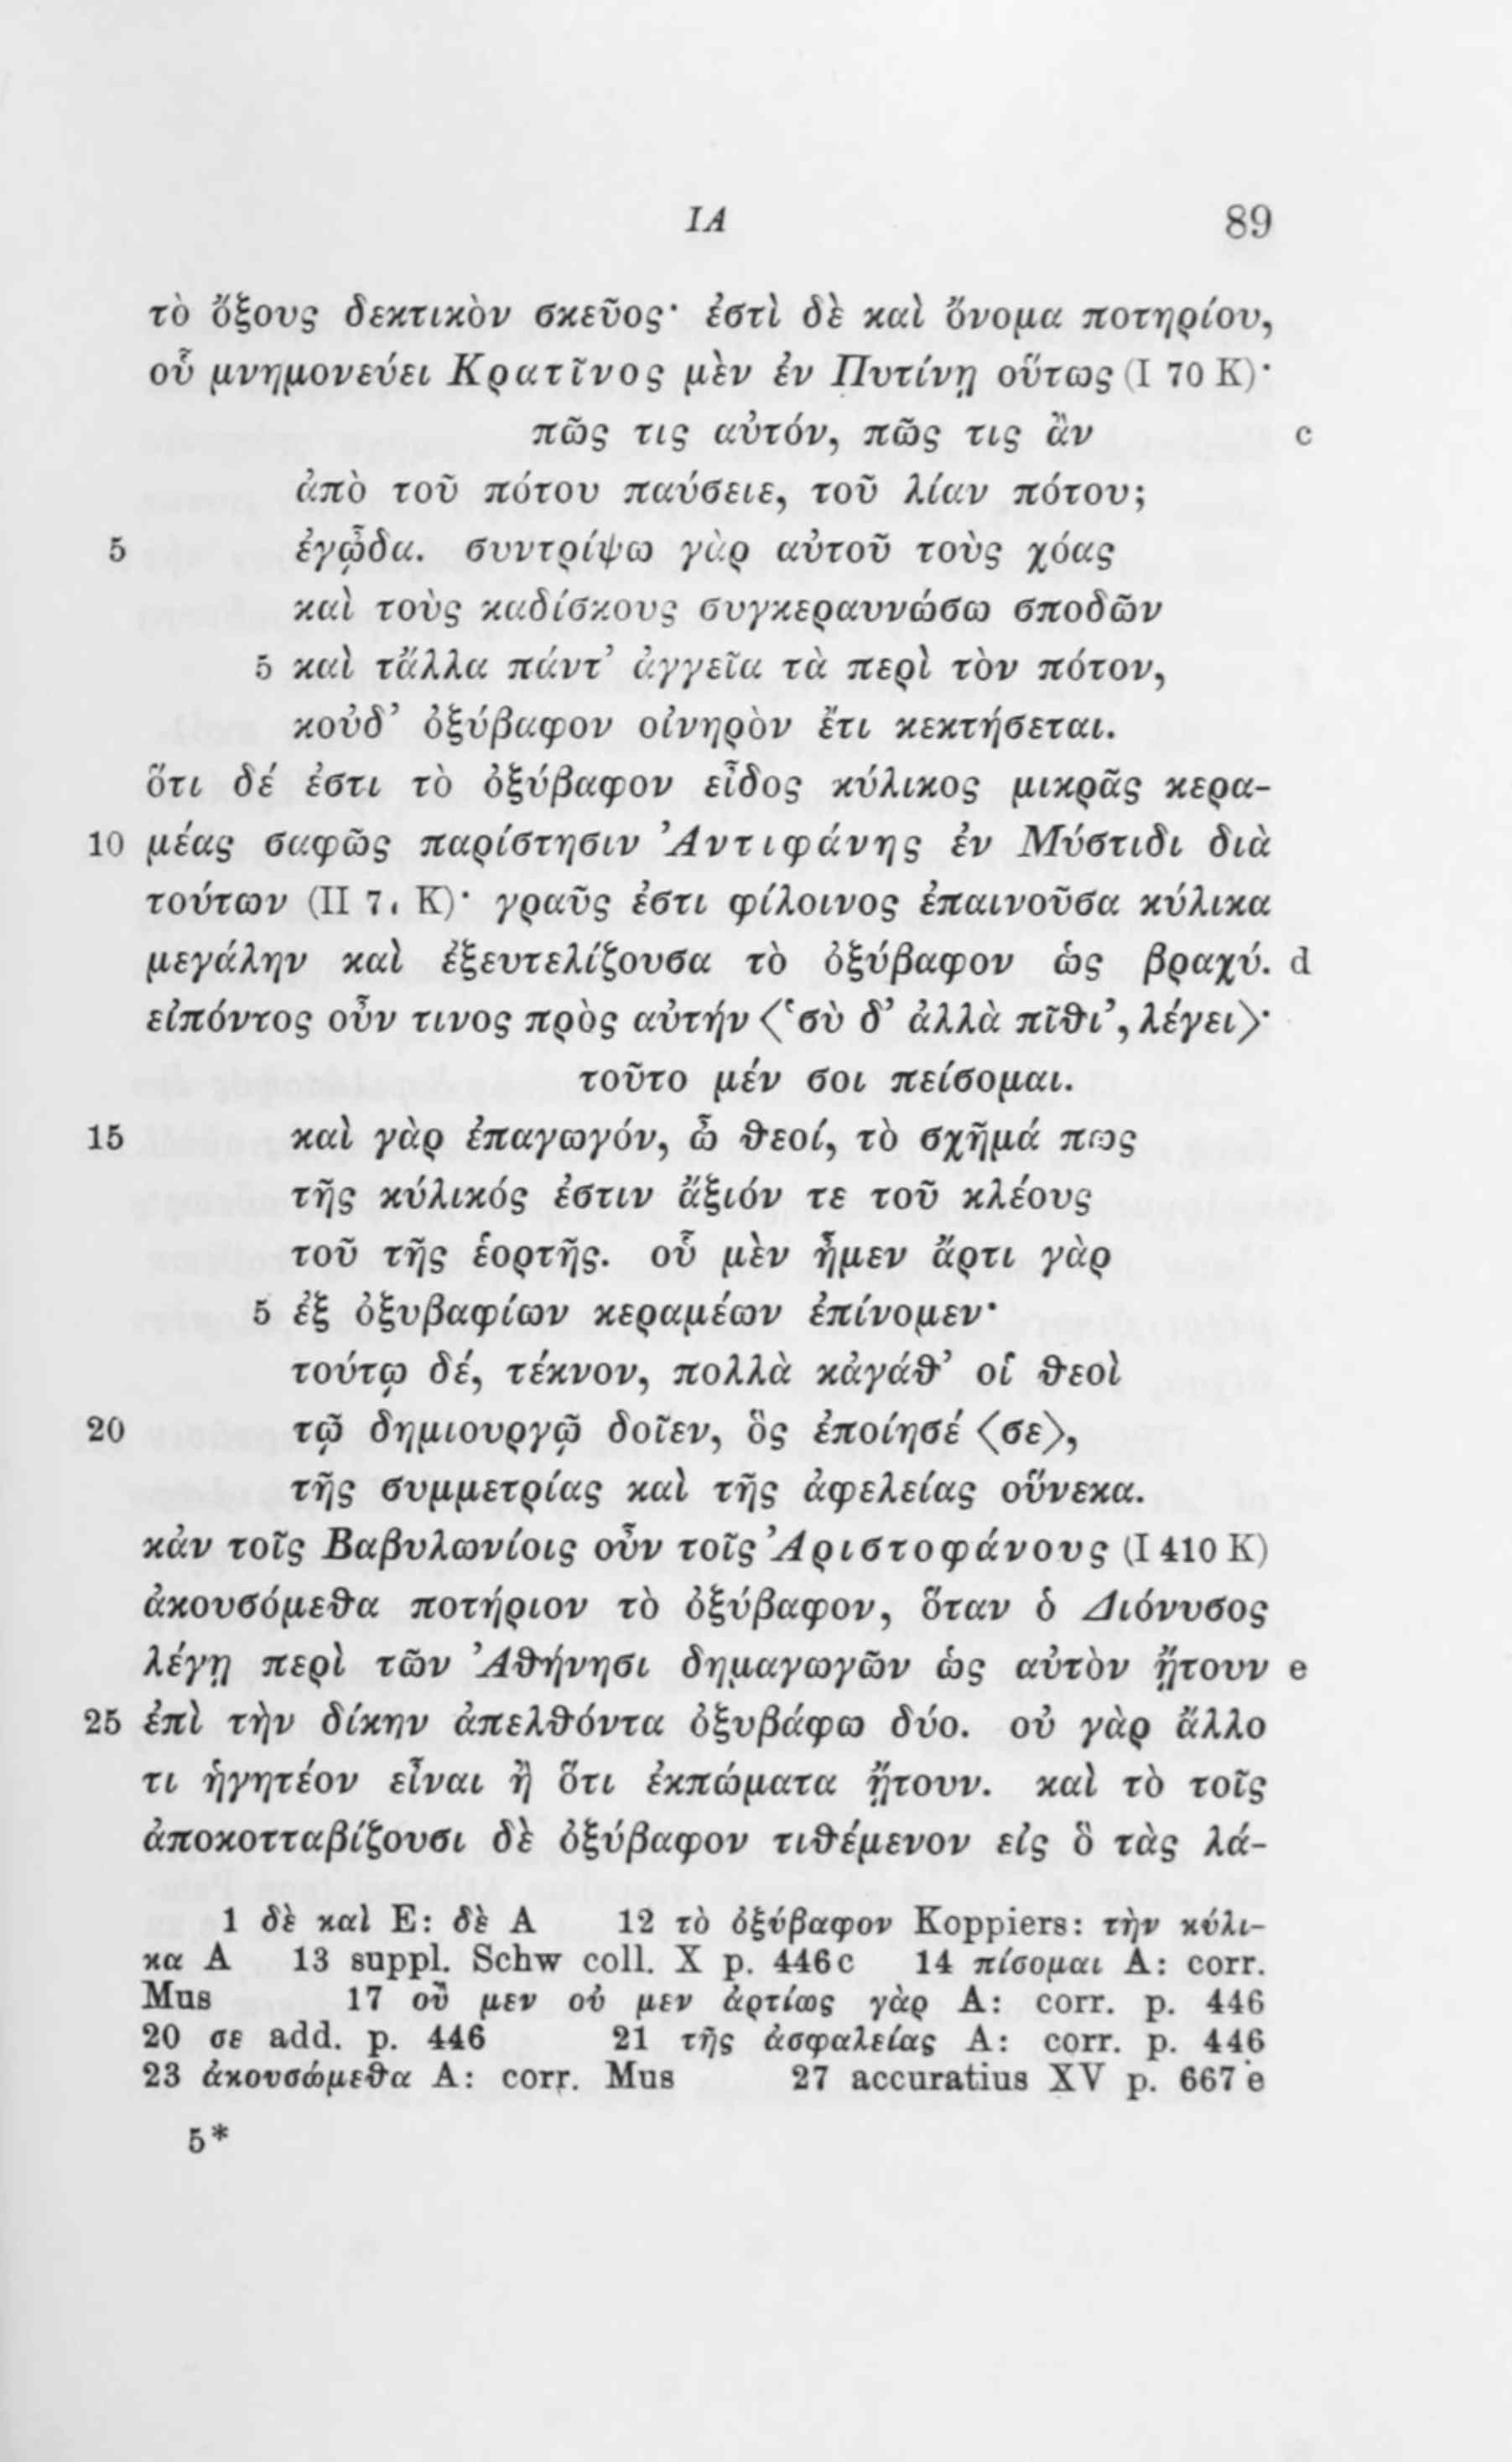 ΙΑ 89
τὸ ὄξους δεκτικὸν σκεῦος· ἐστὶ δὲ καὶ ὄνομα ποτηρίου,
οὗ μνημονεύει Κρατῖνος μὲν ἐν Πυτίνῃ οὕτως (I 70 K)·
πῶς τις αὐτόν, πῶς τις ἂν c
ἀπὸ τοῦ πότου παύσειε, τοῦ λίαν πότου;
5 ἐγᾦδα. συντρίψω γὰρ αὐτοῦ τοὺς χόας
καὶ τοὺς καδίσκους συγκεραυνώσω σποδῶν
5 καὶ τἄλλα πάντ’ ἀγγεῖα τὰ περὶ τὸν πότον,
κοὐδ’ ὀξύβαφον οἰνηρὸν ἔτι κεκτήσεται.
ὅτι δέ ἐστι τὸ ὀξύβαφον εἶδος κύλικος μικρᾶς κερα-
10 μέας σαφῶς παρίστησιν Ἀντιφάνης ἐν Μύστιδι διὰ
τούτων (II 7. K)· γραῦς ἐστι φίλοινος ἐπαινοῦσα κύλικα
μεγάλην καὶ ἐξευτελίζουσα τὸ ὀξύβαφον ὡς βραχύ. d
εἰπόντος οὖν τινος πρὸς αὐτήν ⟨‘σὺ δ’ ἀλλὰ πῖθι’, λέγει⟩·
τοῦτο μέν σοι πείσομαι.
15 καὶ γὰρ ἐπαγωγόν, ὦ θεοί, τὸ σχῆμά πως
τῆς κύλικός ἐστιν ἄξιόν τε τοῦ κλέους
τοῦ τῆς ἑορτῆς. οὗ μὲν ἦμεν ἄρτι γὰρ
5 ἐξ ὀξυβαφίων κεραμέων ἐπίνομεν·
τούτῳ δέ, τέκνον, πολλὰ κἀγάθ’ οἱ θεοὶ
20 τῷ δημιουργῷ δοῖεν, ὃς ἐποίησέ ⟨σε⟩,
τῆς συμμετρίας καὶ τῆς ἀφελείας οὕνεκα.
κἀν τοῖς Βαβυλωνίοις οὖν τοῖς Ἀριστοφάνους (I 410 K)
ἀκουσόμεθα ποτήριον τὸ ὀξύβαφον, ὅταν ὁ Διόνυσος
λέγῃ περὶ τῶν Ἀθήνησι δημαγωγῶν ὡς αὐτὸν ᾔτουν e
25 ἐπὶ τὴν δίκην ἀπελθόντα ὀξυβάφω δύο. οὐ γὰρ ἄλλο
τι ἡγητέον εἶναι ἢ ὅτι ἐκπώματα ᾔτουν. καὶ τὸ τοῖς
ἀποκοτταβίζουσι δὲ ὀξύβαφον τιθέμενον εἰς ὃ τὰς λά-
1 δὲ καὶ E: δὲ A 12 τὸ ὀξύβαφον Koppiers: τὴν κύλι-
κα A 13 suppl. Schw coll. X p. 446c 14 πίσομαι A: corr.
Mus 17 οὗ μεν οὐ μεν ἀρτίως γὰρ A: corr. p. 446
20 σε add. p. 446 21 τῆς ἀσφαλείας A: corr. p. 446
23 ἀκουσώμεθα A: corr. Mus 27 accuratius XV p. 667 e
5*